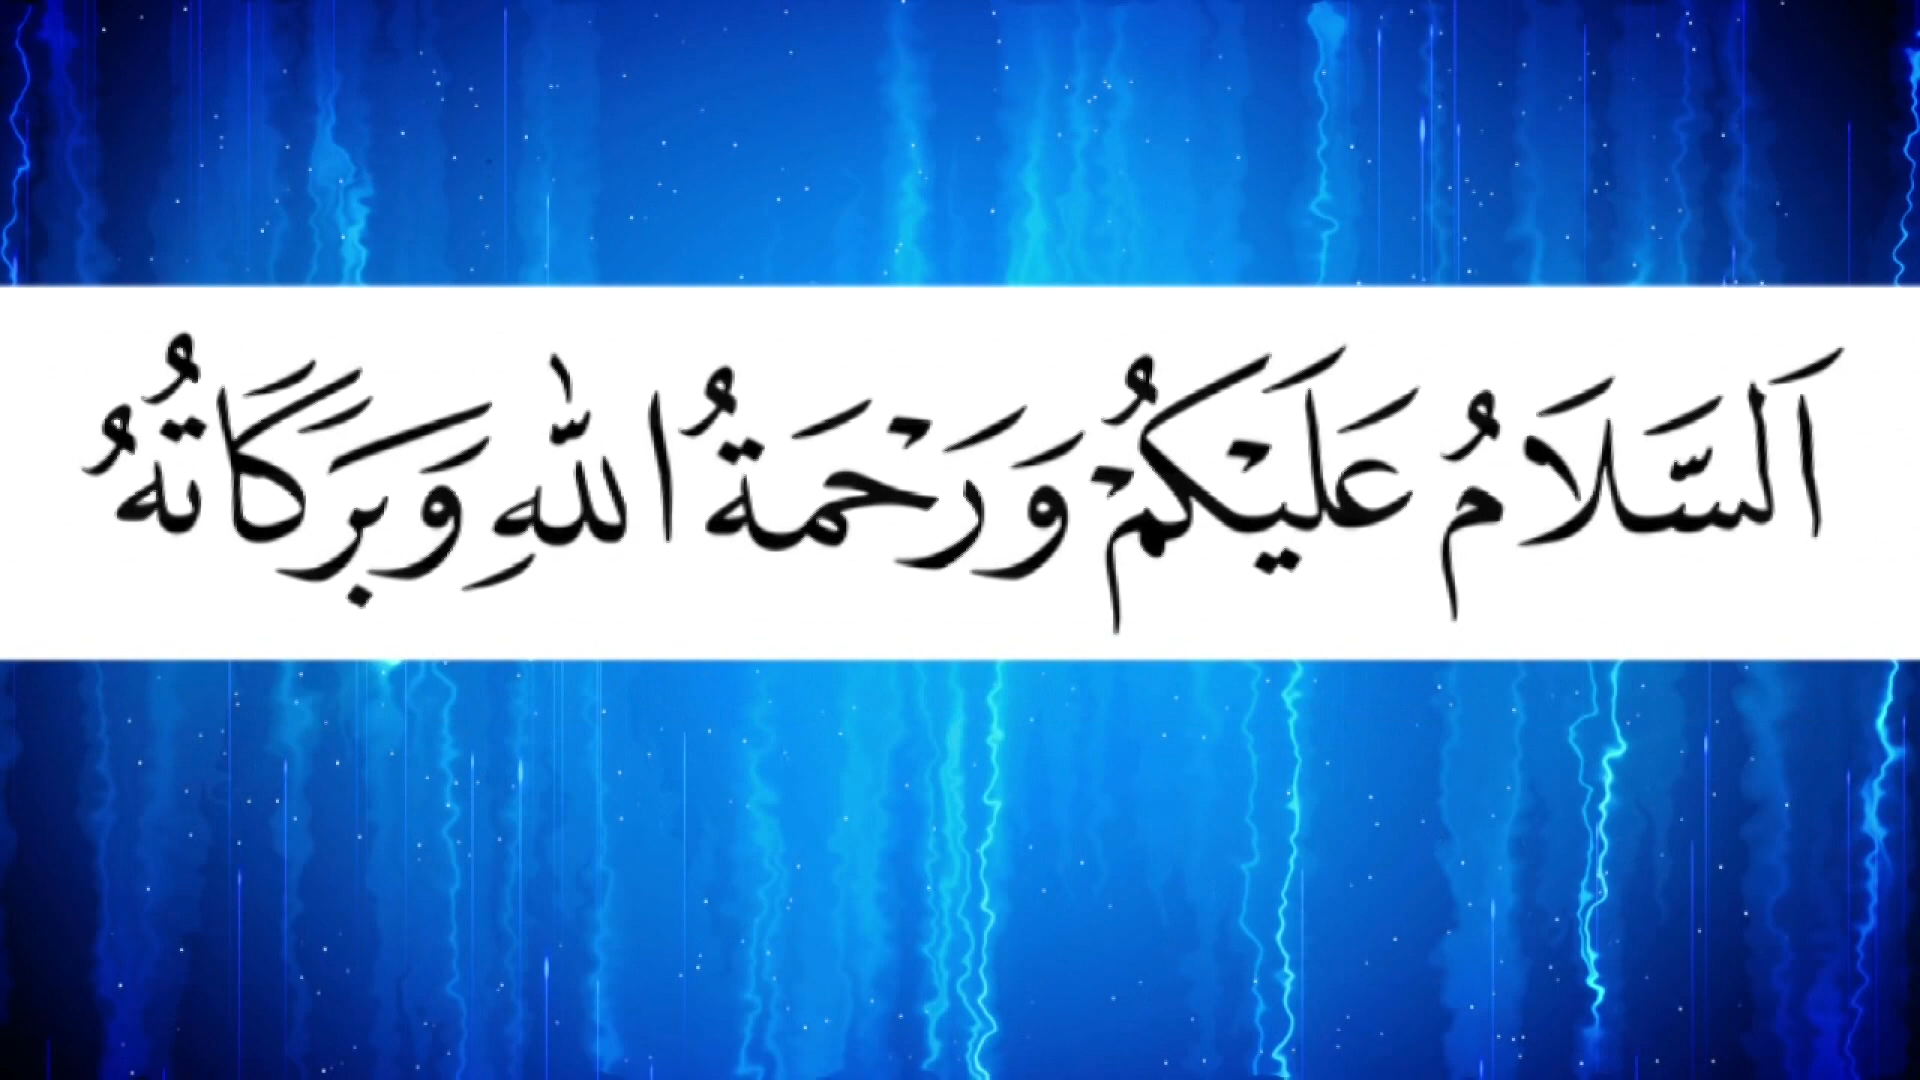 اَلسَّلَامُ عَلَيْكُمْ وَرَحْمَةُ اللّٰهِ وَبَرَكَاتُهُ